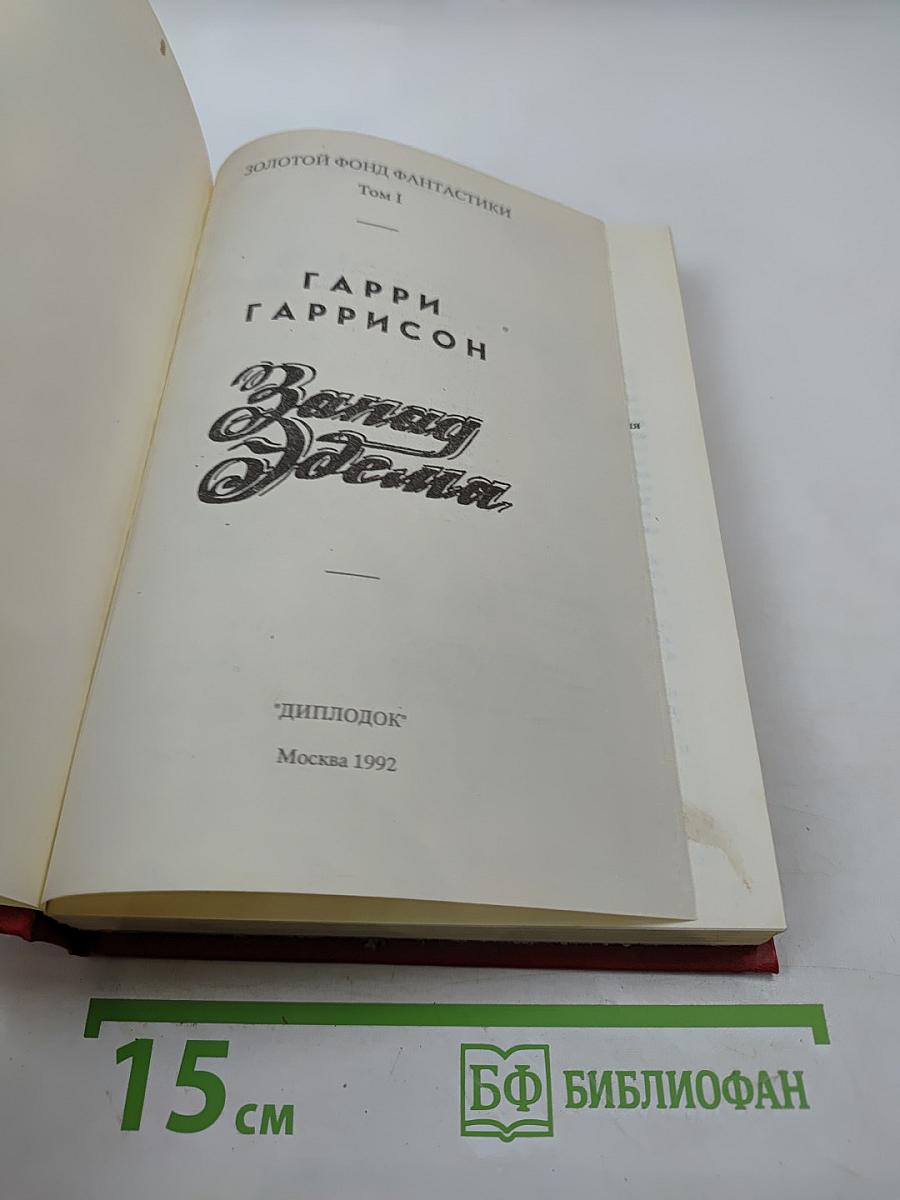 ЗОЛОТОЙ ФОНД ФАНТАСТИКИ
Том I
ГАРРИ
ГАРРИСОН
Запад
Эдема
"ДИПЛОДОК"
Москва 1992
15 см
БФ БИБЛИОФАН